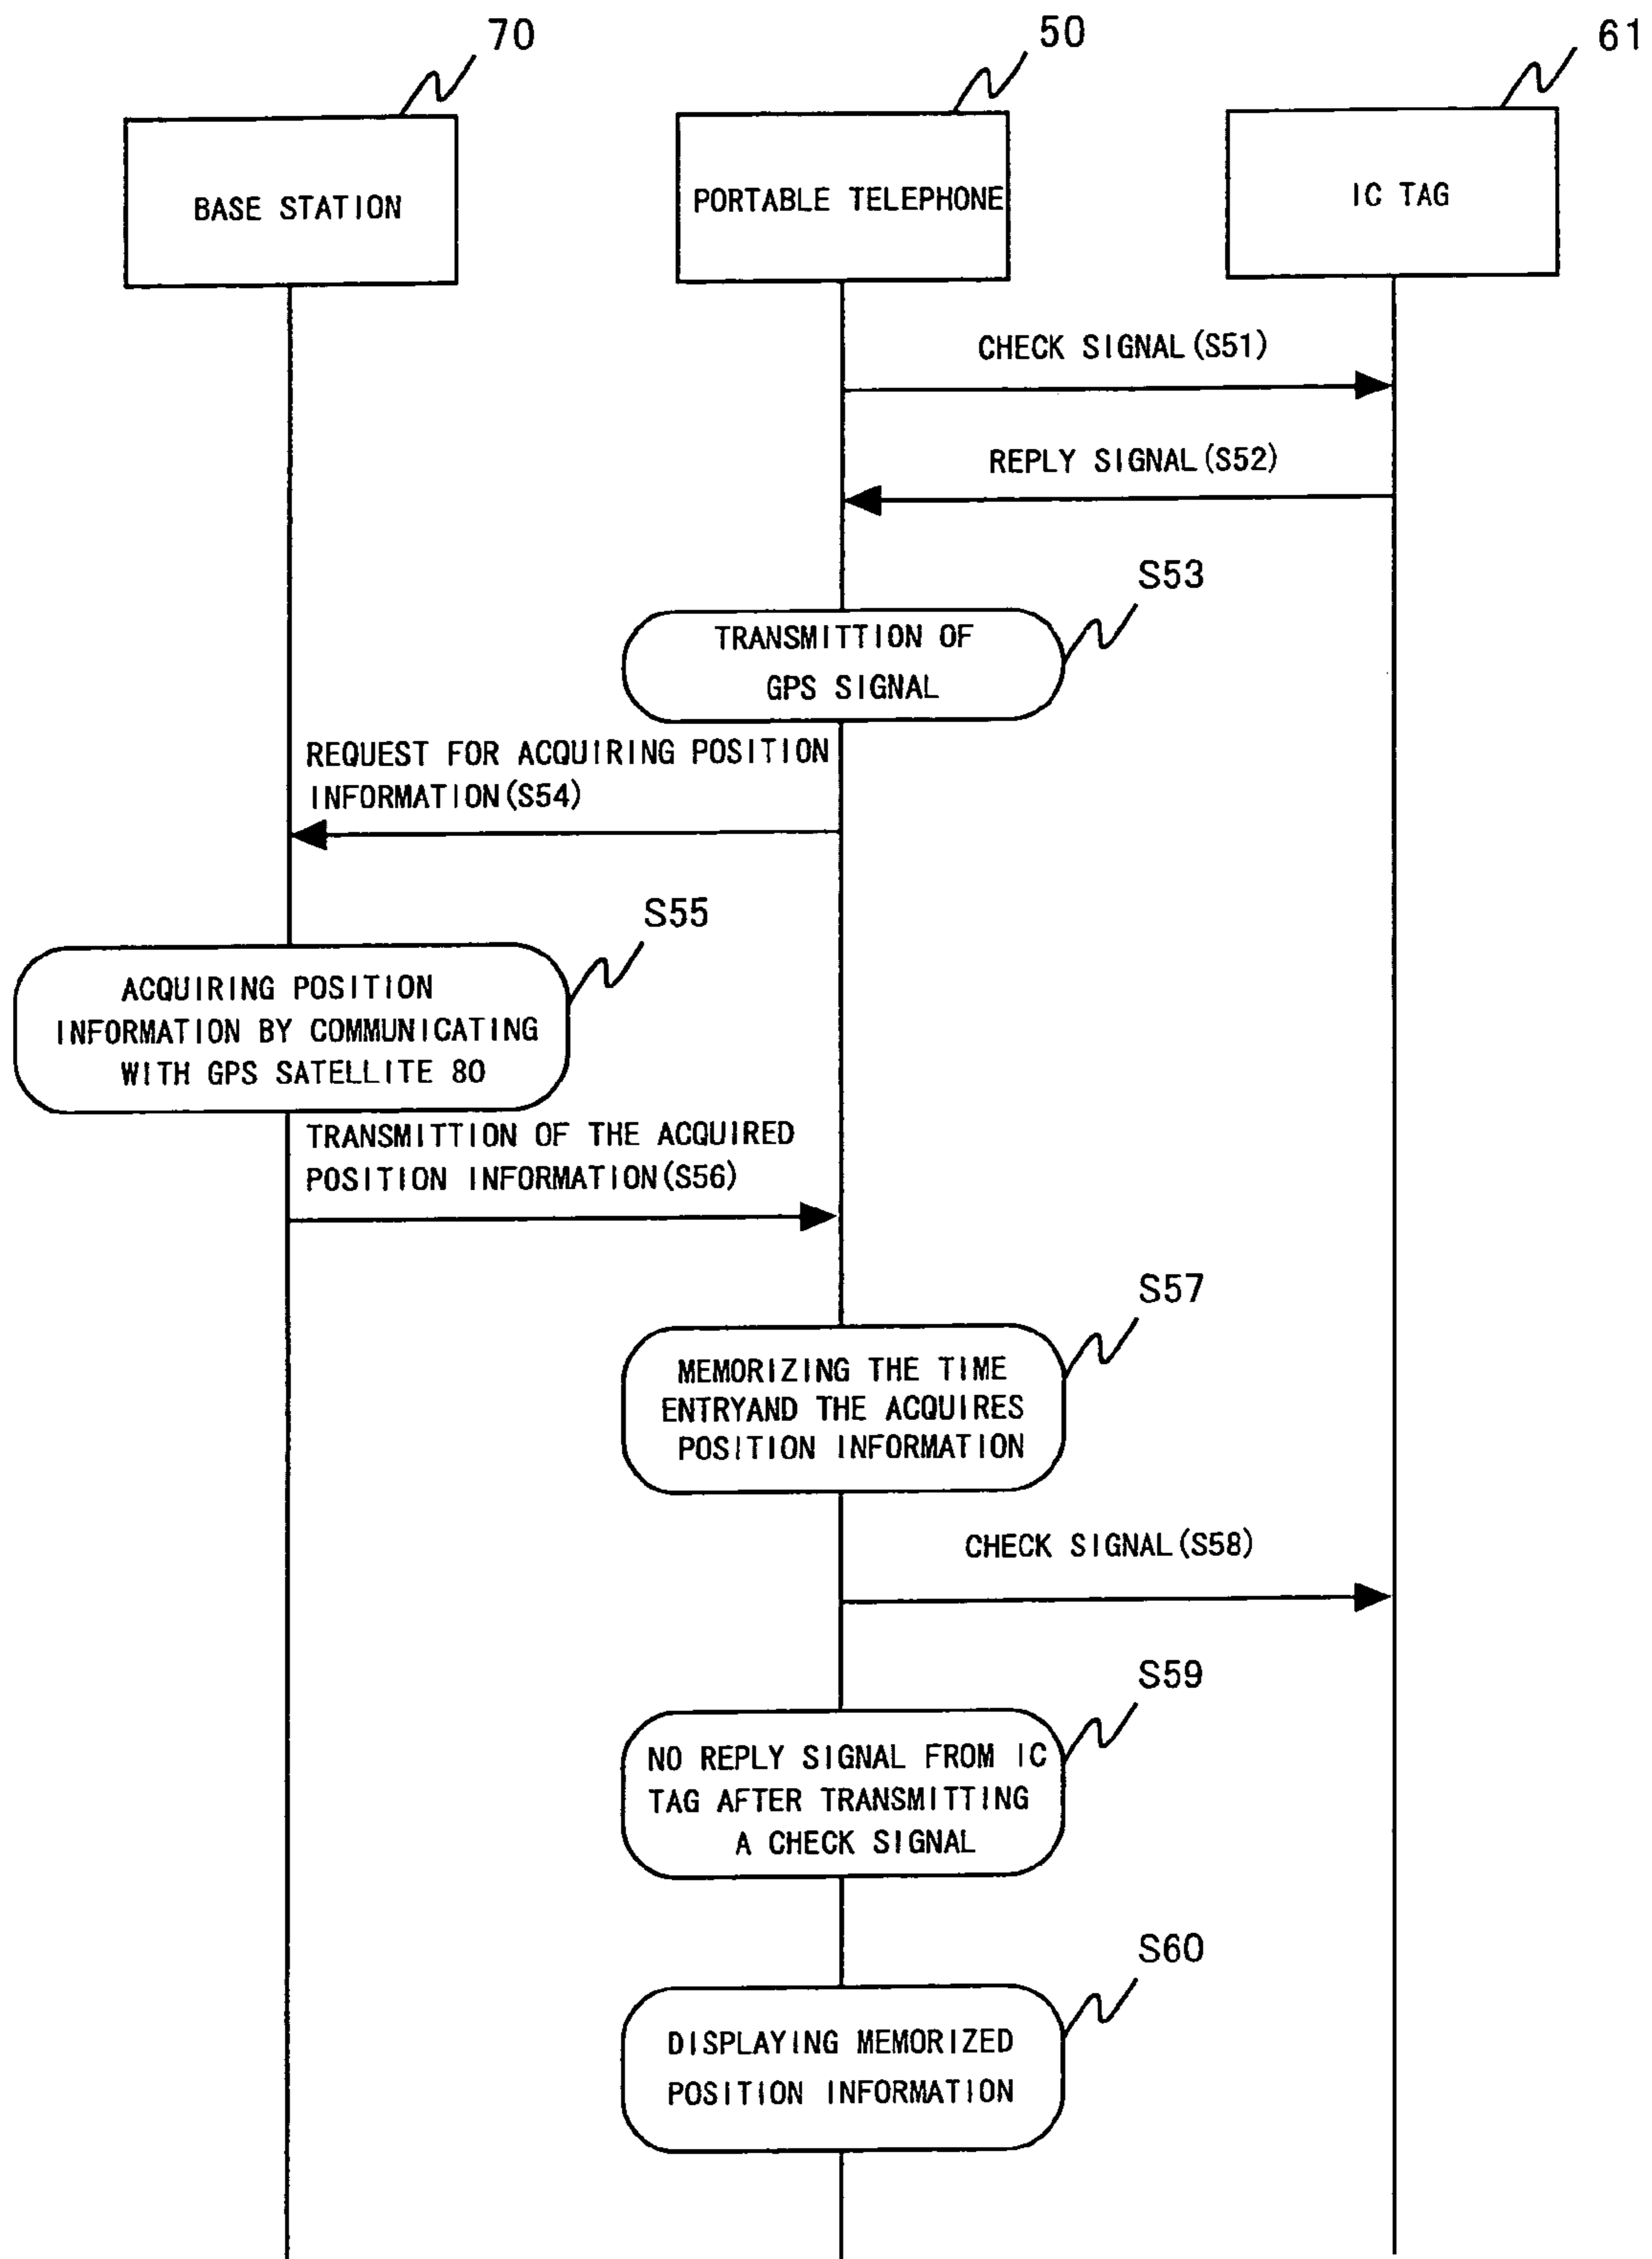 70
50
61
BASE STATION
PORTABLE TELEPHONE
IC TAG
CHECK SIGNAL(S51)
REPLY SIGNAL(S52)
S53
TRANSMITTION OF
GPS SIGNAL
REQUEST FOR ACQUIRING POSITION
INFORMATION(S54)
S55
ACQUIRING POSITION
INFORMATION BY COMMUNICATING
WITH GPS SATELLITE 80
TRANSMITTION OF THE ACQUIRED
POSITION INFORMATION(S56)
S57
MEMORIZING THE TIME
ENTRYAND THE ACQUIRES
POSITION INFORMATION
CHECK SIGNAL(S58)
S59
NO REPLY SIGNAL FROM IC
TAG AFTER TRANSMITTING
A CHECK SIGNAL
S60
DISPLAYING MEMORIZED
POSITION INFORMATION